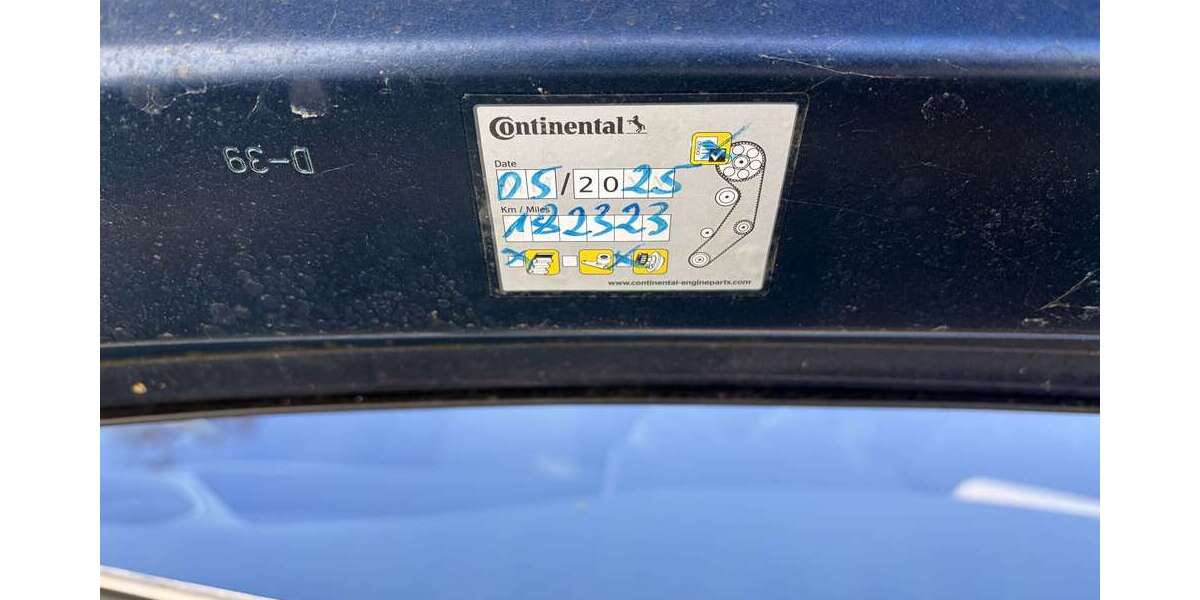 Continental
Date
05/2025
Km / Miles
182323
www.continental-engineparts.com
D-39